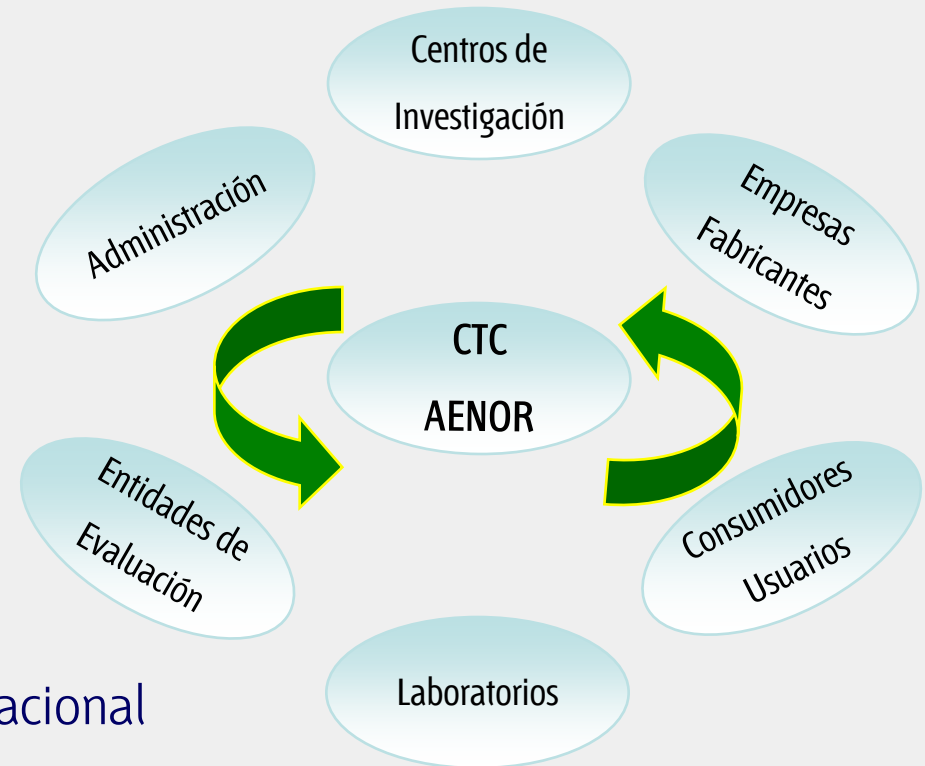 Centros de
Investigación
Administración
Empresas
Fabricantes
CTC
AENOR
Entidades de
Evaluación
Consumidores
Usuarios
Laboratorios
acional